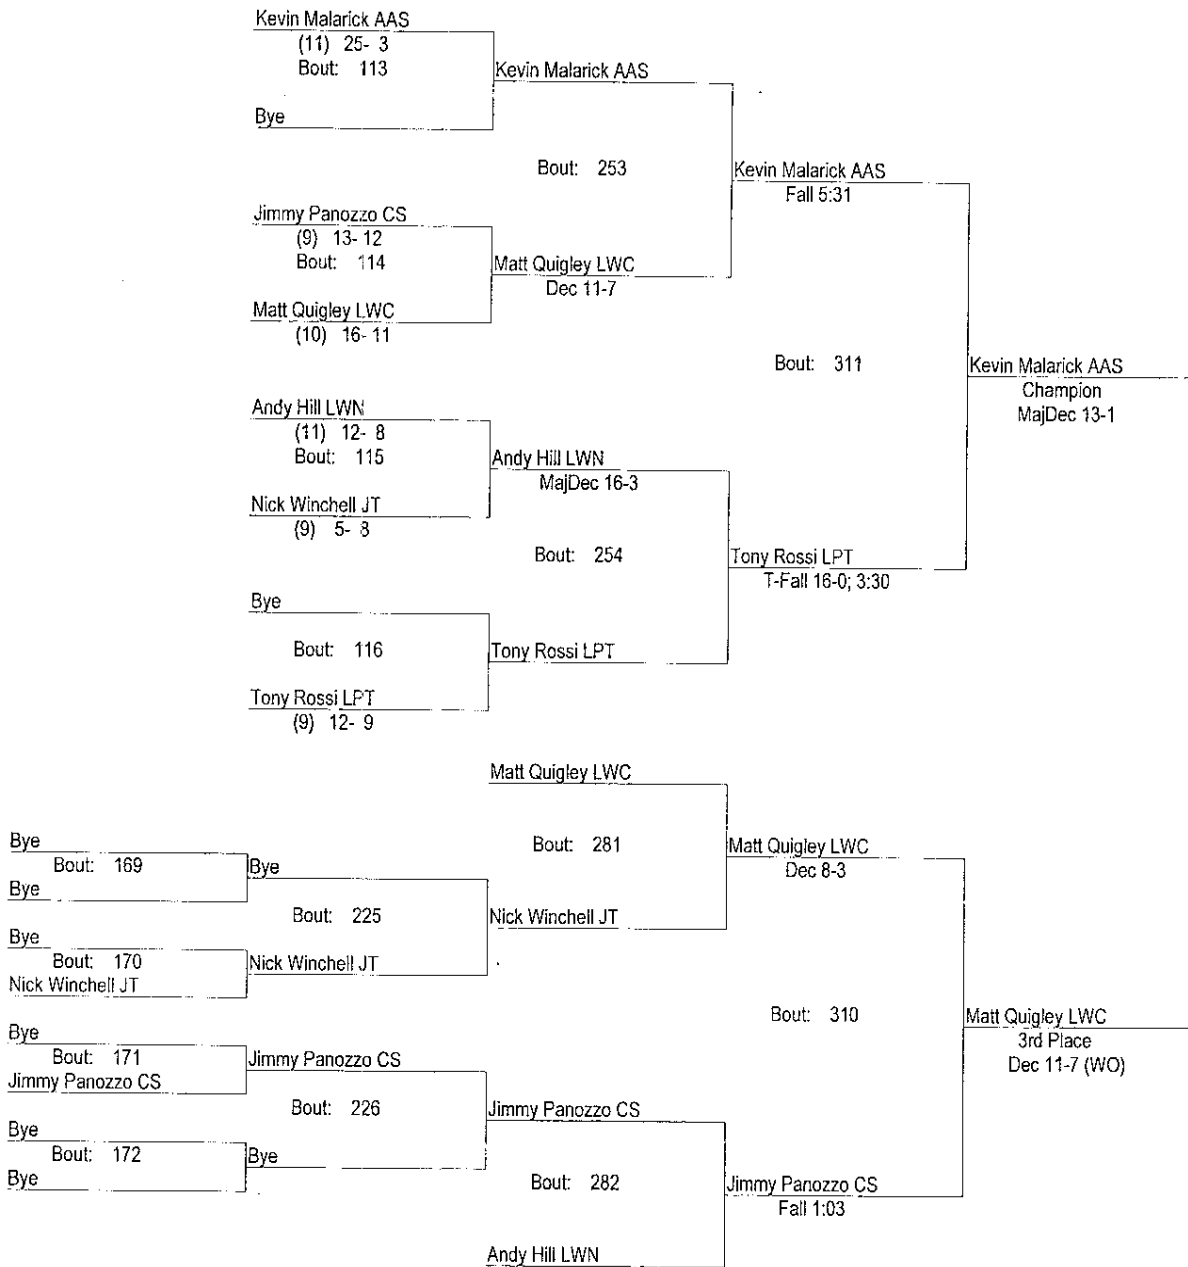 Kevin Malarick AAS
(11) 25- 3
Bout: 113
Kevin Malarick AAS
Bye
Bout: 253
Kevin Malarick AAS
Fall 5:31
Jimmy Panozzo CS
(9) 13- 12
Bout: 114
Matt Quigley LWC
Dec 11-7
Matt Quigley LWC
(10) 16- 11
Bout: 311
Kevin Malarick AAS
Champion
MajDec 13-1
Andy Hill LWN
(11) 12- 8
Bout: 115
Andy Hill LWN
MajDec 16-3
Nick Winchell JT
(9) 5- 8
Bout: 254
Tony Rossi LPT
T-Fall 16-0; 3:30
Bye
Bout: 116
Tony Rossi LPT
Tony Rossi LPT
(9) 12- 9
Matt Quigley LWC
Bout: 281
Matt Quigley LWC
Dec 8-3
Bye
Bout: 169
Bye
Bye
Bout: 225
Nick Winchell JT
Bye
Bout: 170
Nick Winchell JT
Nick Winchell JT
Bout: 310
Matt Quigley LWC
3rd Place
Dec 11-7 (WO)
Bye
Bout: 171
Jimmy Panozzo CS
Jimmy Panozzo CS
Bout: 226
Jimmy Panozzo CS
Bye
Bout: 172
Bye
Bye
Bout: 282
Jimmy Panozzo CS
Fall 1:03
Andy Hill LWN